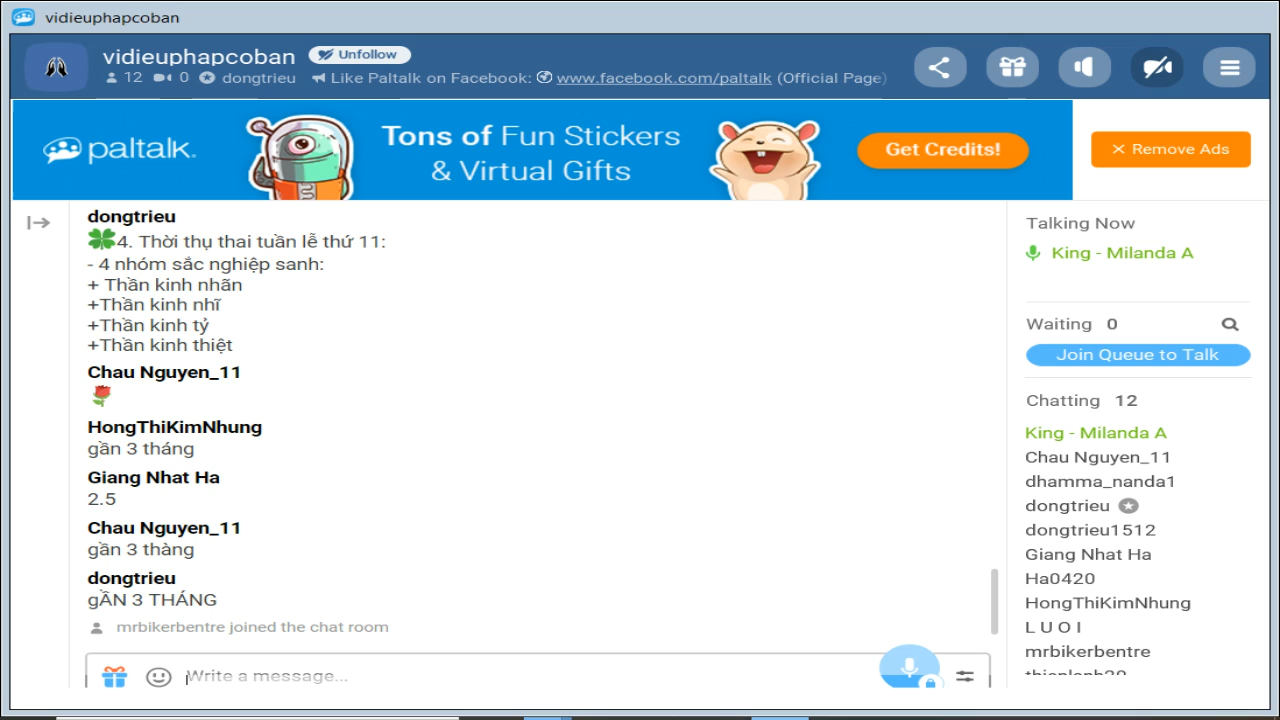 vidieuphapcoban
vidieuphapcoban Unfollow
12 0 dongtrieu Like Paltalk on Facebook: www.facebook.com/paltalk (Official Page)
paltalk. Tons of Fun Stickers
& Virtual Gifts
Get Credits!
× Remove Ads
dongtrieu
4. Thời thụ thai tuần lễ thứ 11:
- 4 nhóm sắc nghiệp sanh:
+ Thần kinh nhãn
+Thần kinh nhĩ
+Thần kinh tỷ
+Thần kinh thiệt
Chau Nguyen_11
HongThiKimNhung
gần 3 tháng
Giang Nhat Ha
2.5
Chau Nguyen_11
gần 3 thàng
dongtrieu
gẦN 3 THÁNG
mrbikerbentre joined the chat room
Write a message...
Talking Now
King - Milanda A
Waiting 0
Join Queue to Talk
Chatting 12
King - Milanda A
Chau Nguyen_11
dhamma_nanda1
dongtrieu
dongtrieu1512
Giang Nhat Ha
Ha0420
HongThiKimNhung
L U O I
mrbikerbentre